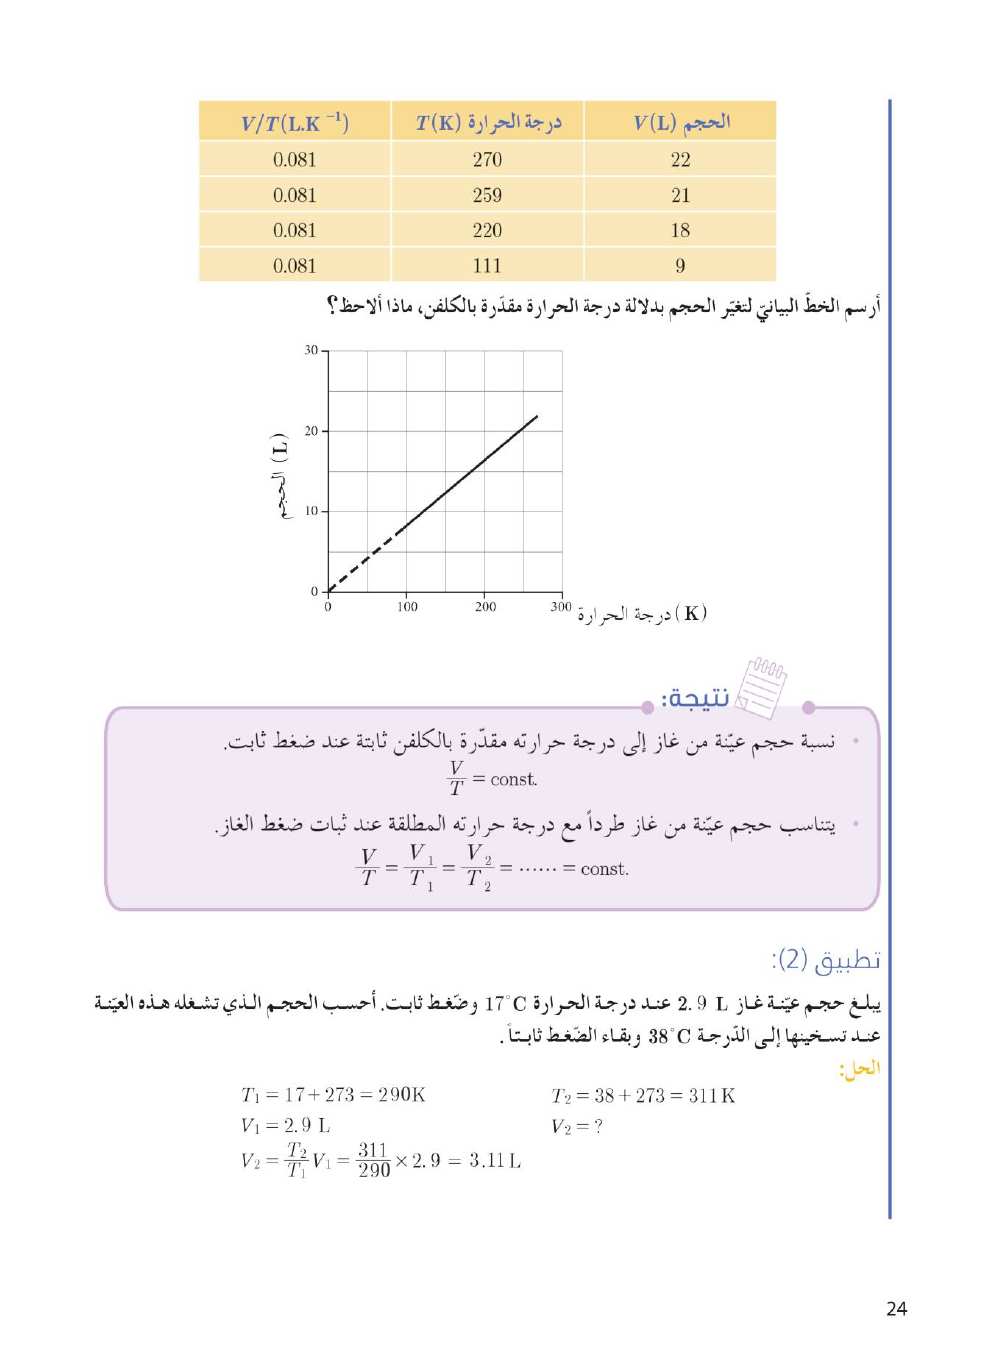 الحجم V(L) درجة الحرارة T(K) V/T(L.K⁻¹)
22 270 0.081
21 259 0.081
18 220 0.081
9 111 0.081
أرسم الخطّ البيانيّ لتغيّر الحجم بدلالة درجة الحرارة مقدّرة بالكلفن، ماذا ألاحظ؟
30
20
10
0
الحجم (L)
0 100 200 300
درجة الحرارة (K)
نتيجة:
• نسبة حجم عيّنة من غاز إلى درجة حرارته مقدّرة بالكلفن ثابتة عند ضغط ثابت.
V/T = const.
• يتناسب حجم عيّنة من غاز طرداً مع درجة حرارته المطلقة عند ثبات ضغط الغاز.
V/T = V₁/T₁ = V₂/T₂ = ...... = const.
تطبيق (2):
يبلغ حجم عيّنة غاز 2.9 L عند درجة الحرارة 17°C وضّغط ثابت. أحسب الحجم الذي تشغله هذه العيّنة
عند تسخينها إلى الدّرجة 38°C وبقاء الضّغط ثابتاً.
الحل:
T₁ = 17 + 273 = 290K T₂ = 38 + 273 = 311 K
V₁ = 2.9 L V₂ = ?
V₂ = T₂/T₁ V₁ = 311/290 × 2.9 = 3.11 L
24